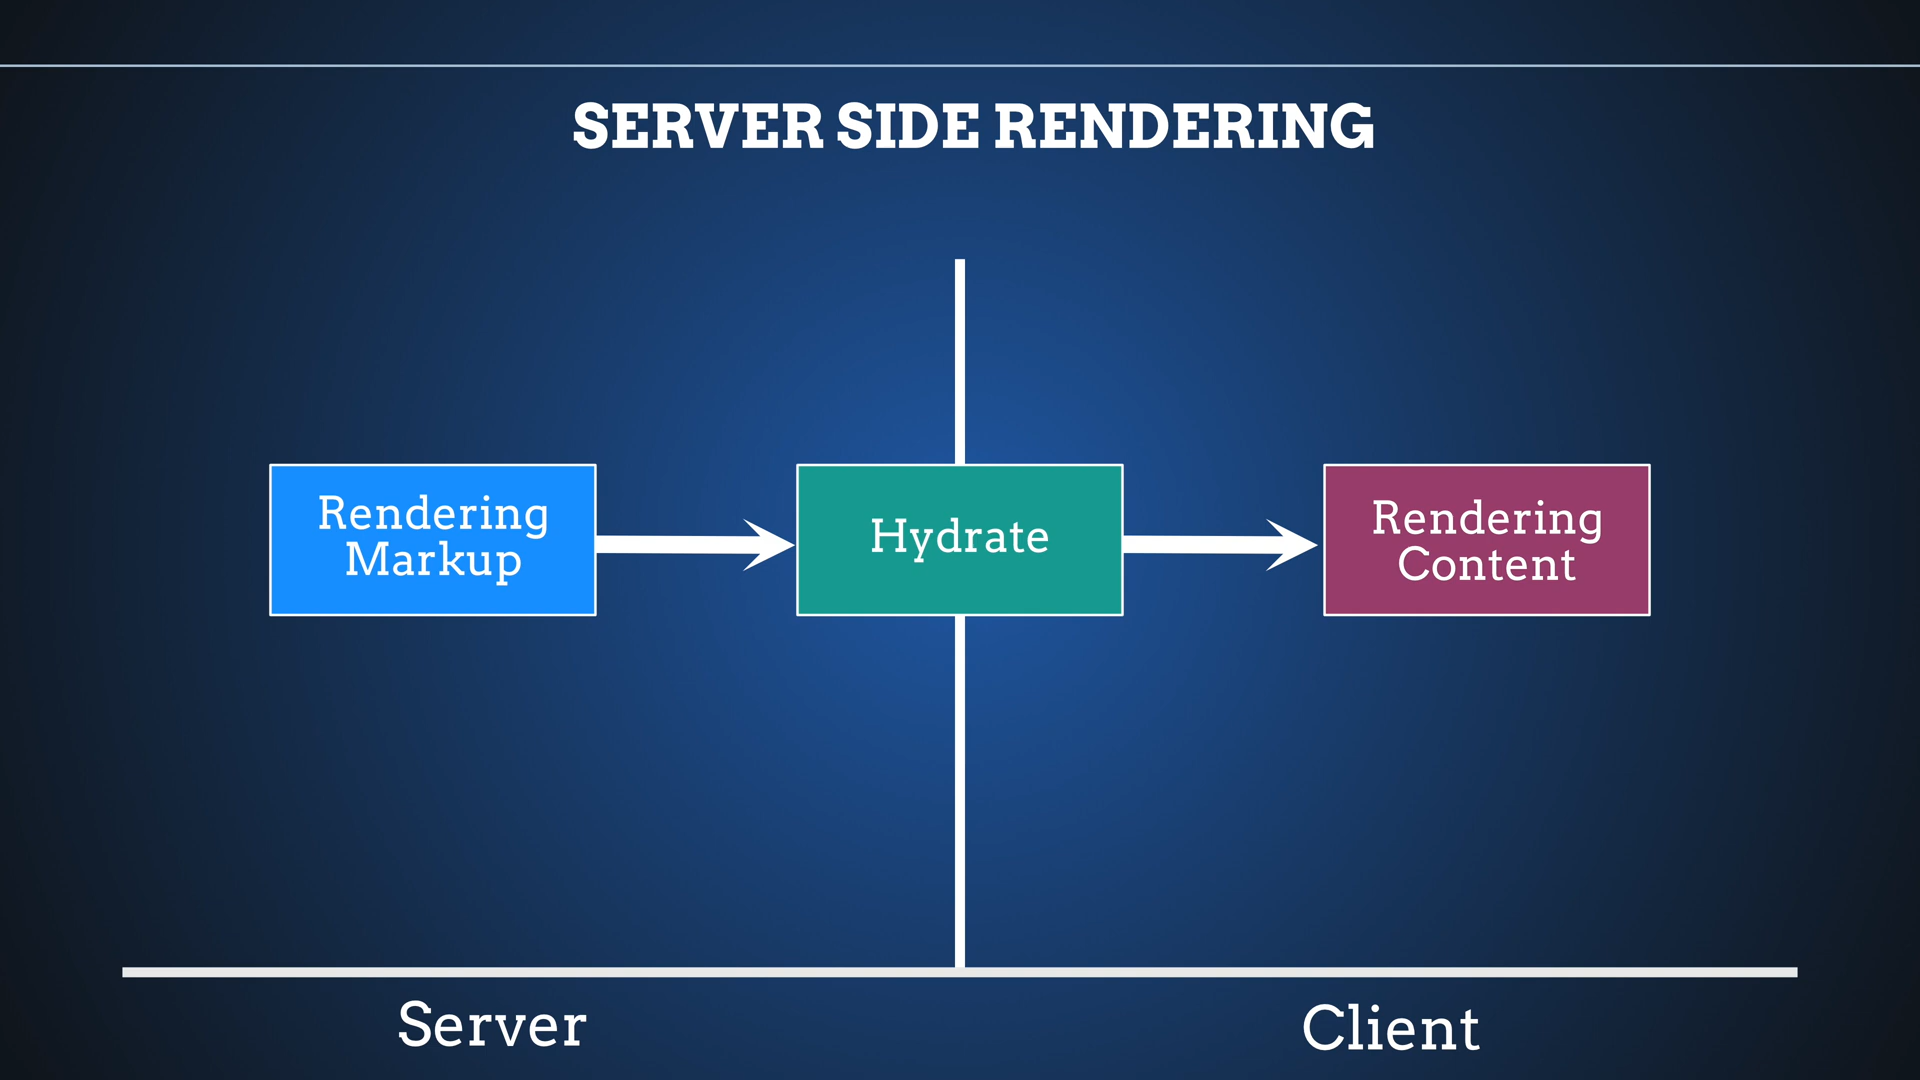 SERVER SIDE RENDERING
Rendering
Markup
Hydrate
Rendering
Content
Server
Client